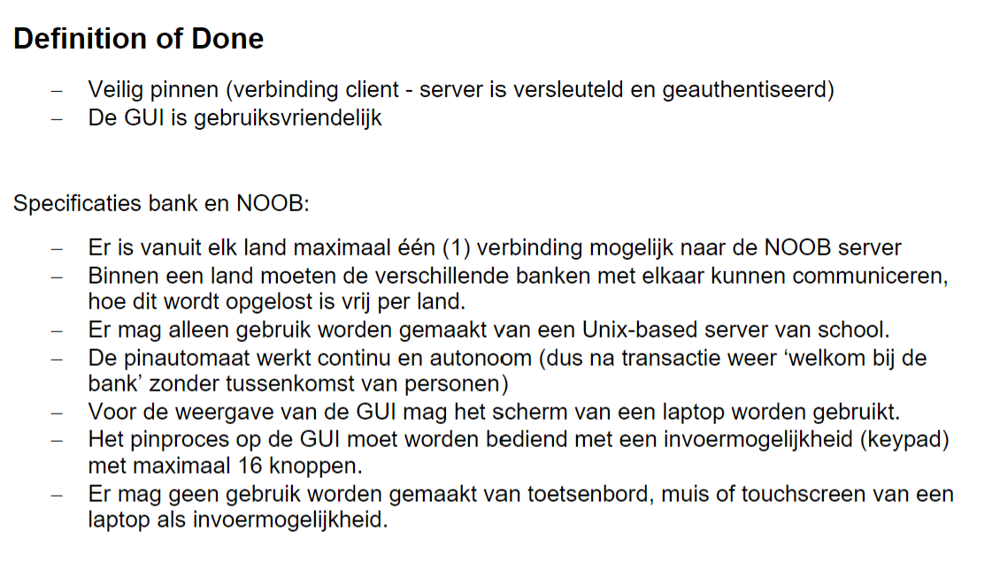 Definition of Done
– Veilig pinnen (verbinding client - server is versleuteld en geauthentiseerd)
– De GUI is gebruiksvriendelijk
Specificaties bank en NOOB:
– Er is vanuit elk land maximaal één (1) verbinding mogelijk naar de NOOB server
– Binnen een land moeten de verschillende banken met elkaar kunnen communiceren,
hoe dit wordt opgelost is vrij per land.
– Er mag alleen gebruik worden gemaakt van een Unix-based server van school.
– De pinautomaat werkt continu en autonoom (dus na transactie weer ‘welkom bij de
bank’ zonder tussenkomst van personen)
– Voor de weergave van de GUI mag het scherm van een laptop worden gebruikt.
– Het pinproces op de GUI moet worden bediend met een invoermogelijkheid (keypad)
met maximaal 16 knoppen.
– Er mag geen gebruik worden gemaakt van toetsenbord, muis of touchscreen van een
laptop als invoermogelijkheid.